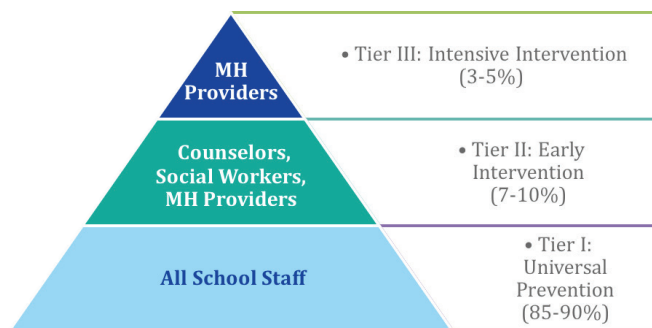 MH
Providers
• Tier III: Intensive Intervention
(3-5%)
Counselors,
Social Workers,
MH Providers
• Tier II: Early
Intervention
(7-10%)
All School Staff
• Tier I:
Universal
Prevention
(85-90%)